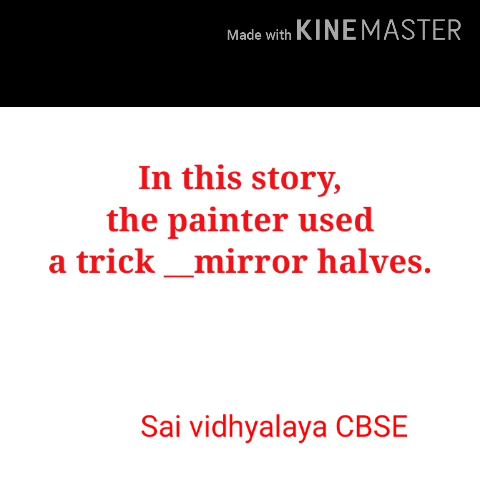 Made with KINEMASTER
In this story,
the painter used
a trick __mirror halves.
Sai vidhyalaya CBSE